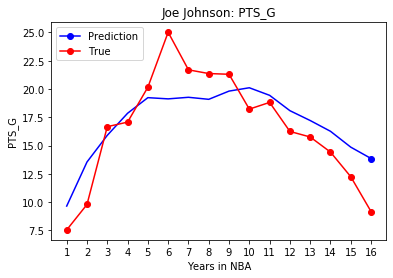 Joe Johnson: PTS_G
Prediction
True
PTS_G
25.0
22.5
20.0
17.5
15.0
12.5
10.0
7.5
1 2 3 4 5 6 7 8 9 10 11 12 13 14 15 16
Years in NBA